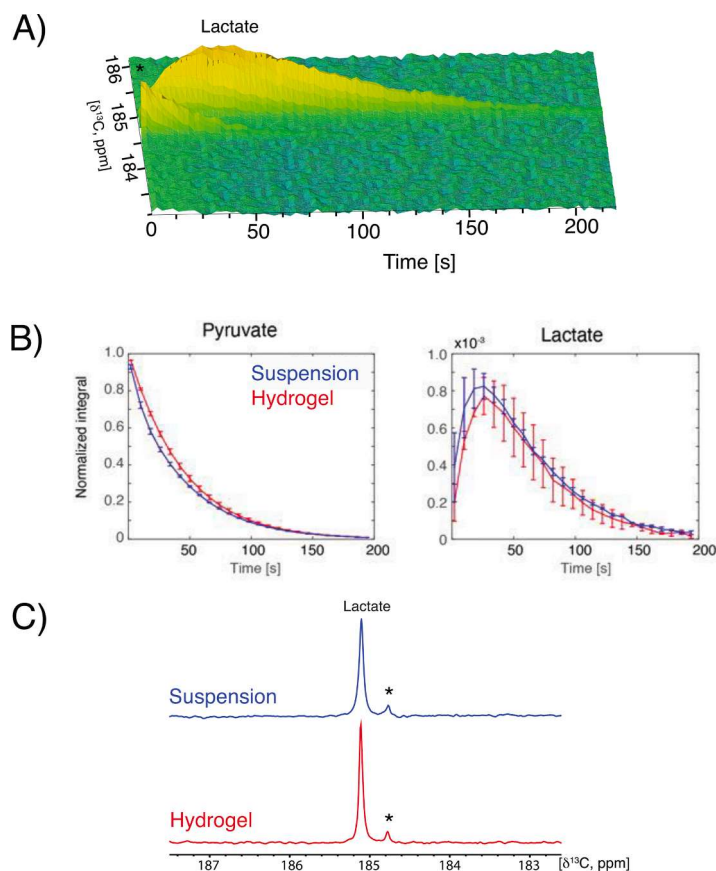 A)
Lactate
*
186
185
184
[δ¹³C, ppm]
0 50 100 150 200
Time [s]
B)
Pyruvate
Normalized integral
1.0
0.8
0.6
0.4
0.2
0
Suspension
Hydrogel
50 100 150 200
Time [s]
Lactate
x10⁻³
1.0
0.8
0.6
0.4
0.2
0
50 100 150 200
Time [s]
C)
Lactate
Suspension
*
Hydrogel
*
187 186 185 184 183 [δ¹³C, ppm]